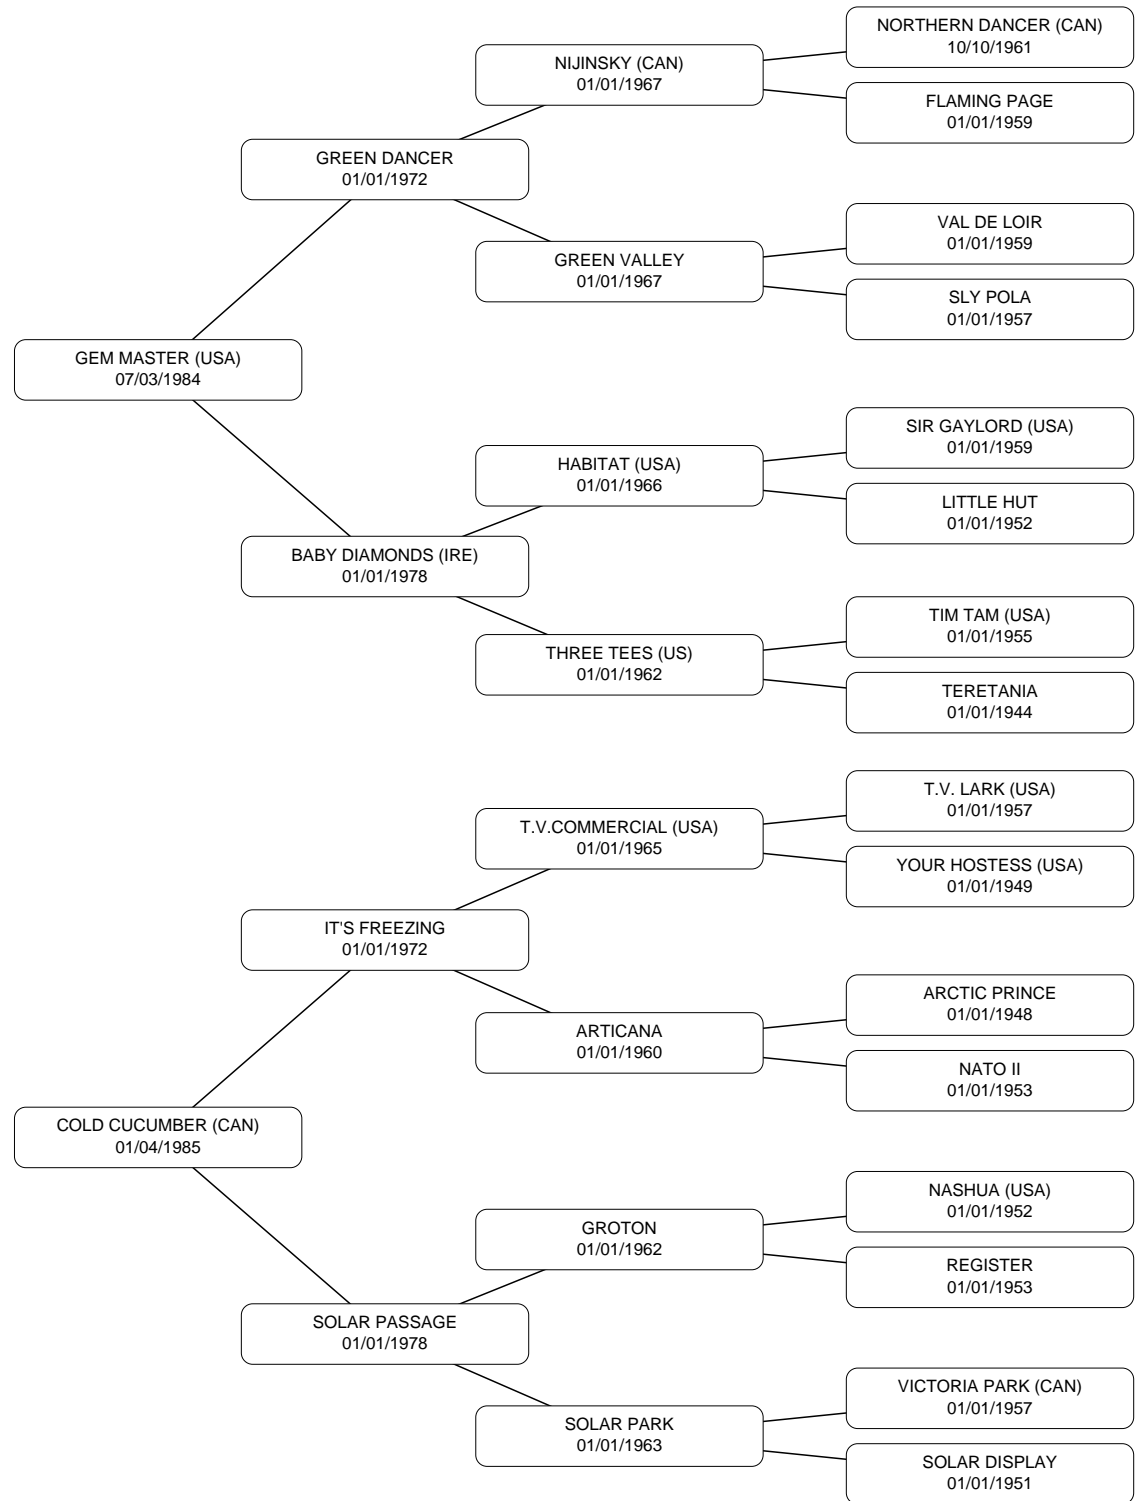 NORTHERN DANCER (CAN)
10/10/1961
NIJINSKY (CAN)
01/01/1967
FLAMING PAGE
01/01/1959
GREEN DANCER
01/01/1972
VAL DE LOIR
01/01/1959
GREEN VALLEY
01/01/1967
SLY POLA
01/01/1957
GEM MASTER (USA)
07/03/1984
SIR GAYLORD (USA)
01/01/1959
HABITAT (USA)
01/01/1966
LITTLE HUT
01/01/1952
BABY DIAMONDS (IRE)
01/01/1978
TIM TAM (USA)
01/01/1955
THREE TEES (US)
01/01/1962
TERETANIA
01/01/1944
T.V. LARK (USA)
01/01/1957
T.V.COMMERCIAL (USA)
01/01/1965
YOUR HOSTESS (USA)
01/01/1949
IT'S FREEZING
01/01/1972
ARCTIC PRINCE
01/01/1948
ARTICANA
01/01/1960
NATO II
01/01/1953
COLD CUCUMBER (CAN)
01/04/1985
NASHUA (USA)
01/01/1952
GROTON
01/01/1962
REGISTER
01/01/1953
SOLAR PASSAGE
01/01/1978
VICTORIA PARK (CAN)
01/01/1957
SOLAR PARK
01/01/1963
SOLAR DISPLAY
01/01/1951